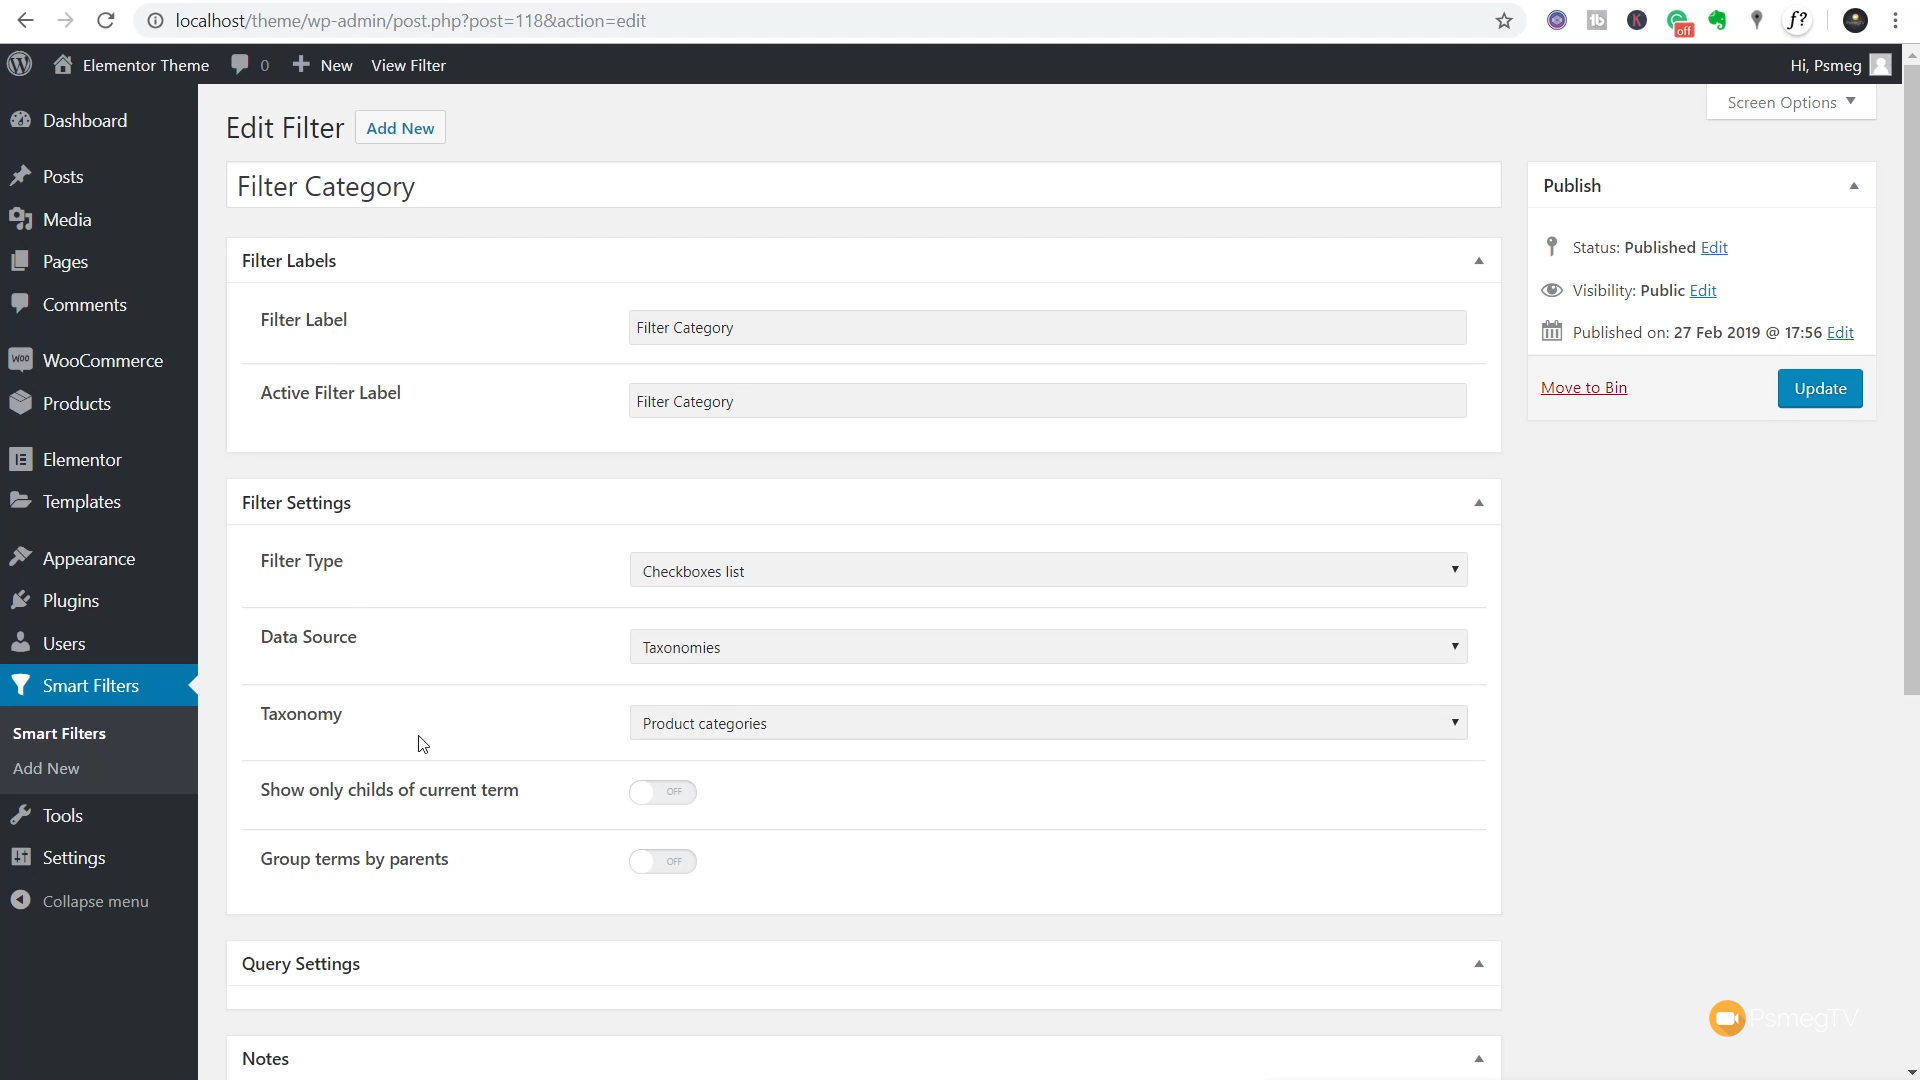 localhost/theme/wp-admin/post.php?post=118&action=edit
off
f?
Elementor Theme
0
New
View Filter
Hi, Psmeg
Screen Options
Dashboard
Posts
Media
Pages
Comments
WOO
WooCommerce
Products
Elementor
Templates
Appearance
Plugins
Users
Smart Filters
Smart Filters
Add New
Tools
Settings
Collapse menu
Edit Filter
Add New
Filter Category
Filter Labels
Filter Label
Filter Category
Active Filter Label
Filter Category
Filter Settings
Filter Type
Checkboxes list
Data Source
Taxonomies
Taxonomy
Product categories
Show only childs of current term
OFF
Group terms by parents
OFF
Query Settings
Notes
Publish
Status: Published Edit
Visibility: Public Edit
Published on: 27 Feb 2019 @ 17:56 Edit
Move to Bin
Update
PsmegTV